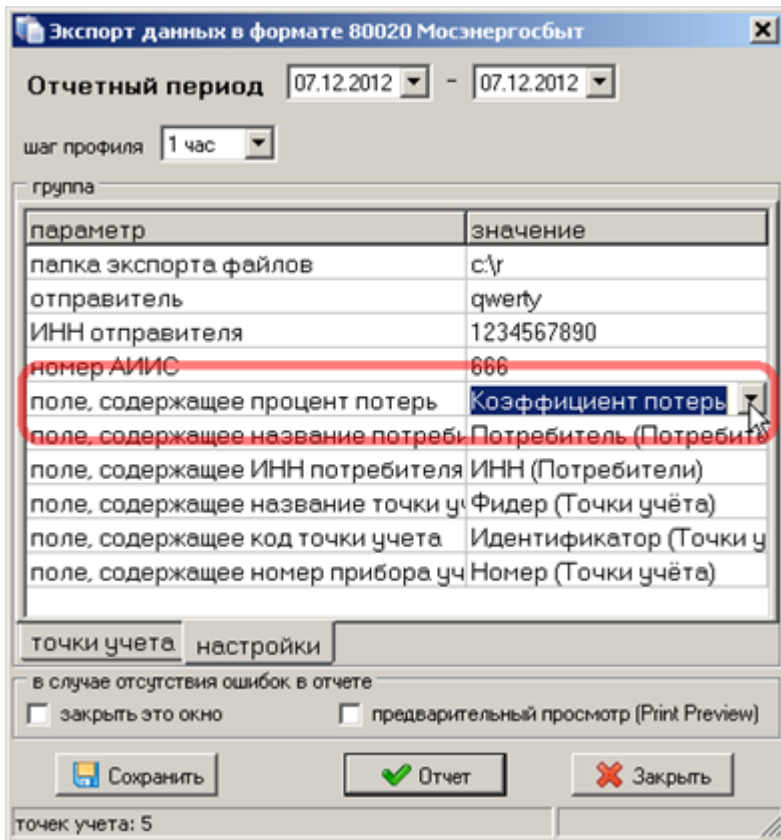 Экспорт данных в формате 80020 Мосэнергосбыт
Отчетный период 07.12.2012 - 07.12.2012
шаг профиля 1 час
группа
параметр значение
папка экспорта файлов c:\r
отправитель qwerty
ИНН отправителя 1234567890
номер АИИС 666
поле, содержащее процент потерь Коэффициент потерь
поле, содержащее название потреби Потребитель (Потребите
поле, содержащее ИНН потребителя ИНН (Потребители)
поле, содержащее название точки уч Фидер (Точки учёта)
поле, содержащее код точки учета Идентификатор (Точки у
поле, содержащее номер прибора уч Номер (Точки учёта)
точки учета настройки
в случае отсутствия ошибок в отчете
закрыть это окно предварительный просмотр (Print Preview)
Сохранить Отчет Закрыть
точек учета: 5